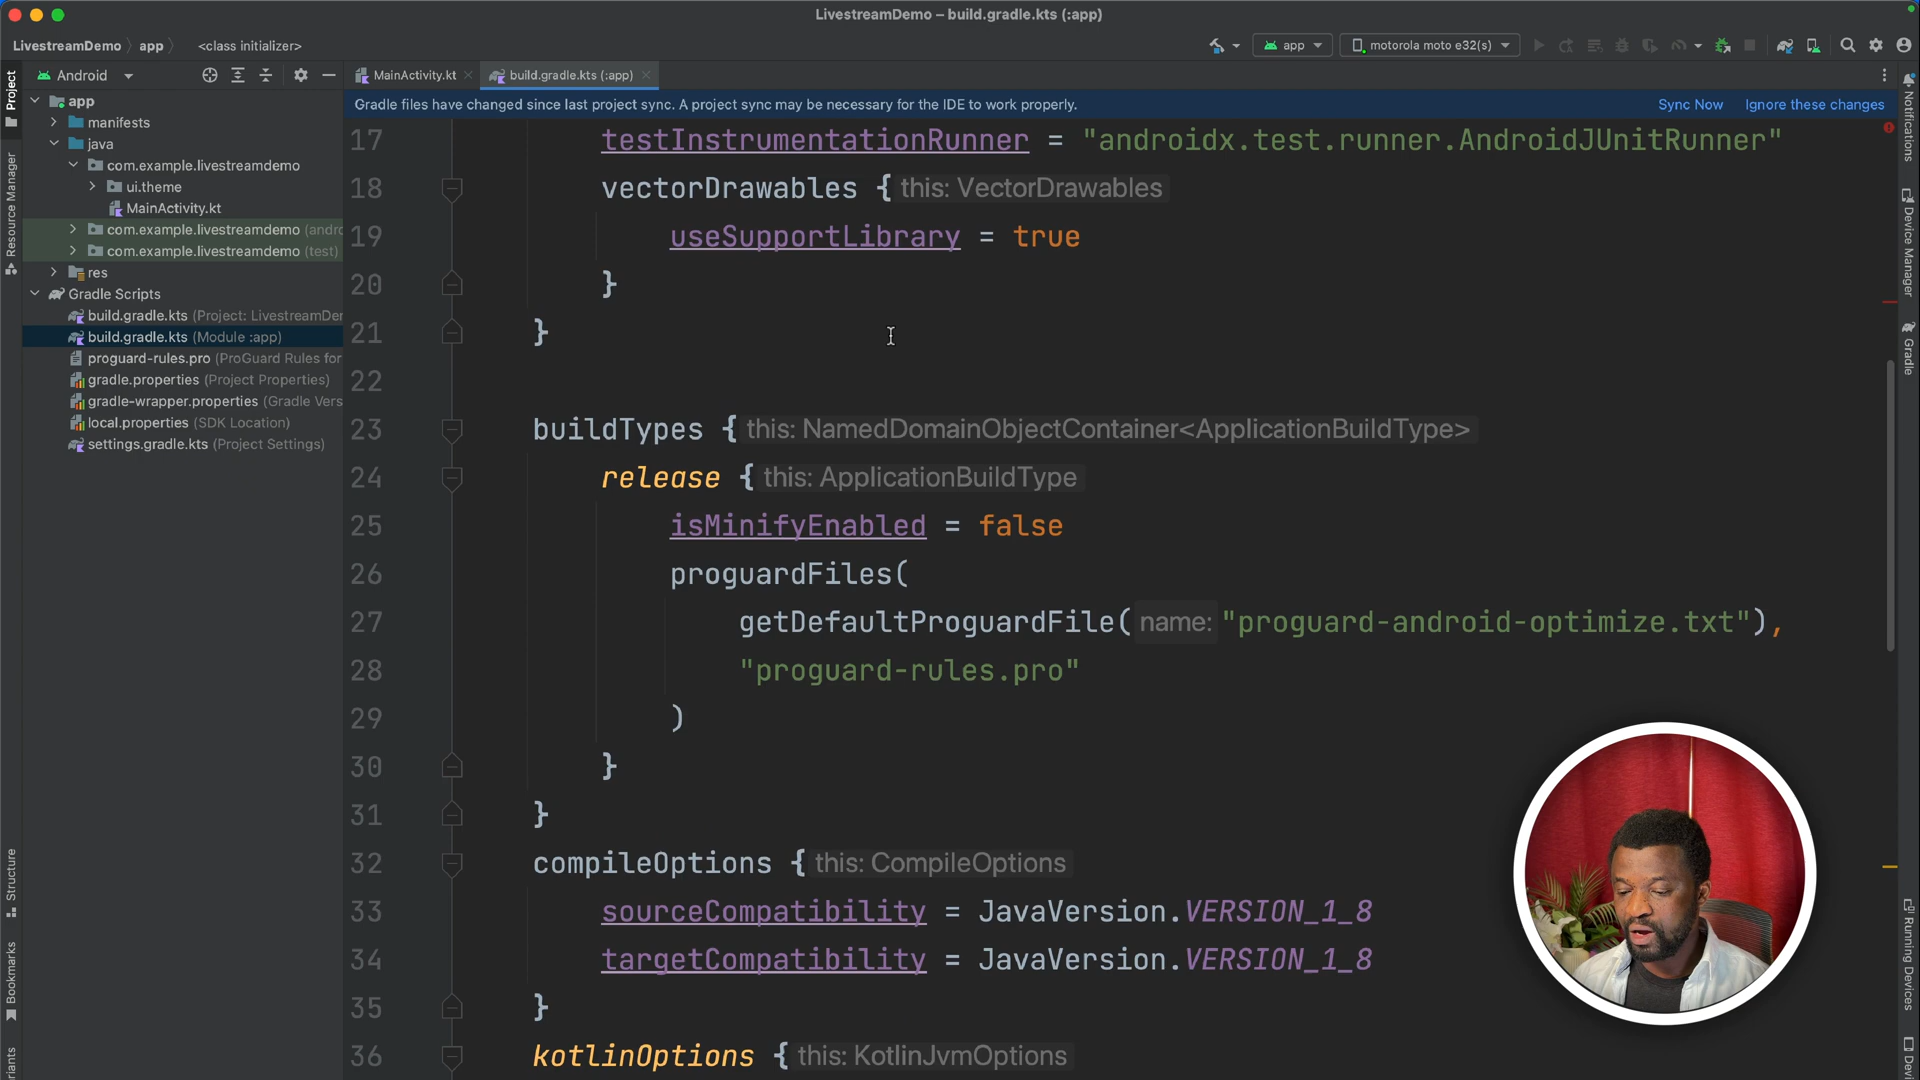 LivestreamDemo – build.gradle.kts (:app)
LivestreamDemo app <class initializer>
app
motorola moto e32(s)
Android
MainActivity.kt
build.gradle.kts (:app)
Gradle files have changed since last project sync. A project sync may be necessary for the IDE to work properly.
Sync Now
Ignore these changes
Project
Resource Manager
Structure
Bookmarks
riants
app
manifests
java
com.example.livestreamdemo
ui.theme
MainActivity.kt
com.example.livestreamdemo (andro
com.example.livestreamdemo (test)
res
Gradle Scripts
build.gradle.kts (Project: LivestreamDem
build.gradle.kts (Module :app)
proguard-rules.pro (ProGuard Rules for
gradle.properties (Project Properties)
gradle-wrapper.properties (Gradle Vers
local.properties (SDK Location)
settings.gradle.kts (Project Settings)
17 testInstrumentationRunner = "androidx.test.runner.AndroidJUnitRunner"
18 vectorDrawables { this: VectorDrawables
19 useSupportLibrary = true
20 }
21 }
22
23 buildTypes { this: NamedDomainObjectContainer<ApplicationBuildType>
24 release { this: ApplicationBuildType
25 isMinifyEnabled = false
26 proguardFiles(
27 getDefaultProguardFile( name: "proguard-android-optimize.txt"),
28 "proguard-rules.pro"
29 )
30 }
31 }
32 compileOptions { this: CompileOptions
33 sourceCompatibility = JavaVersion.VERSION_1_8
34 targetCompatibility = JavaVersion.VERSION_1_8
35 }
36 kotlinOptions { this: KotlinJvmOptions
Notifications
Device Manager
Gradle
Running Devices
Devi